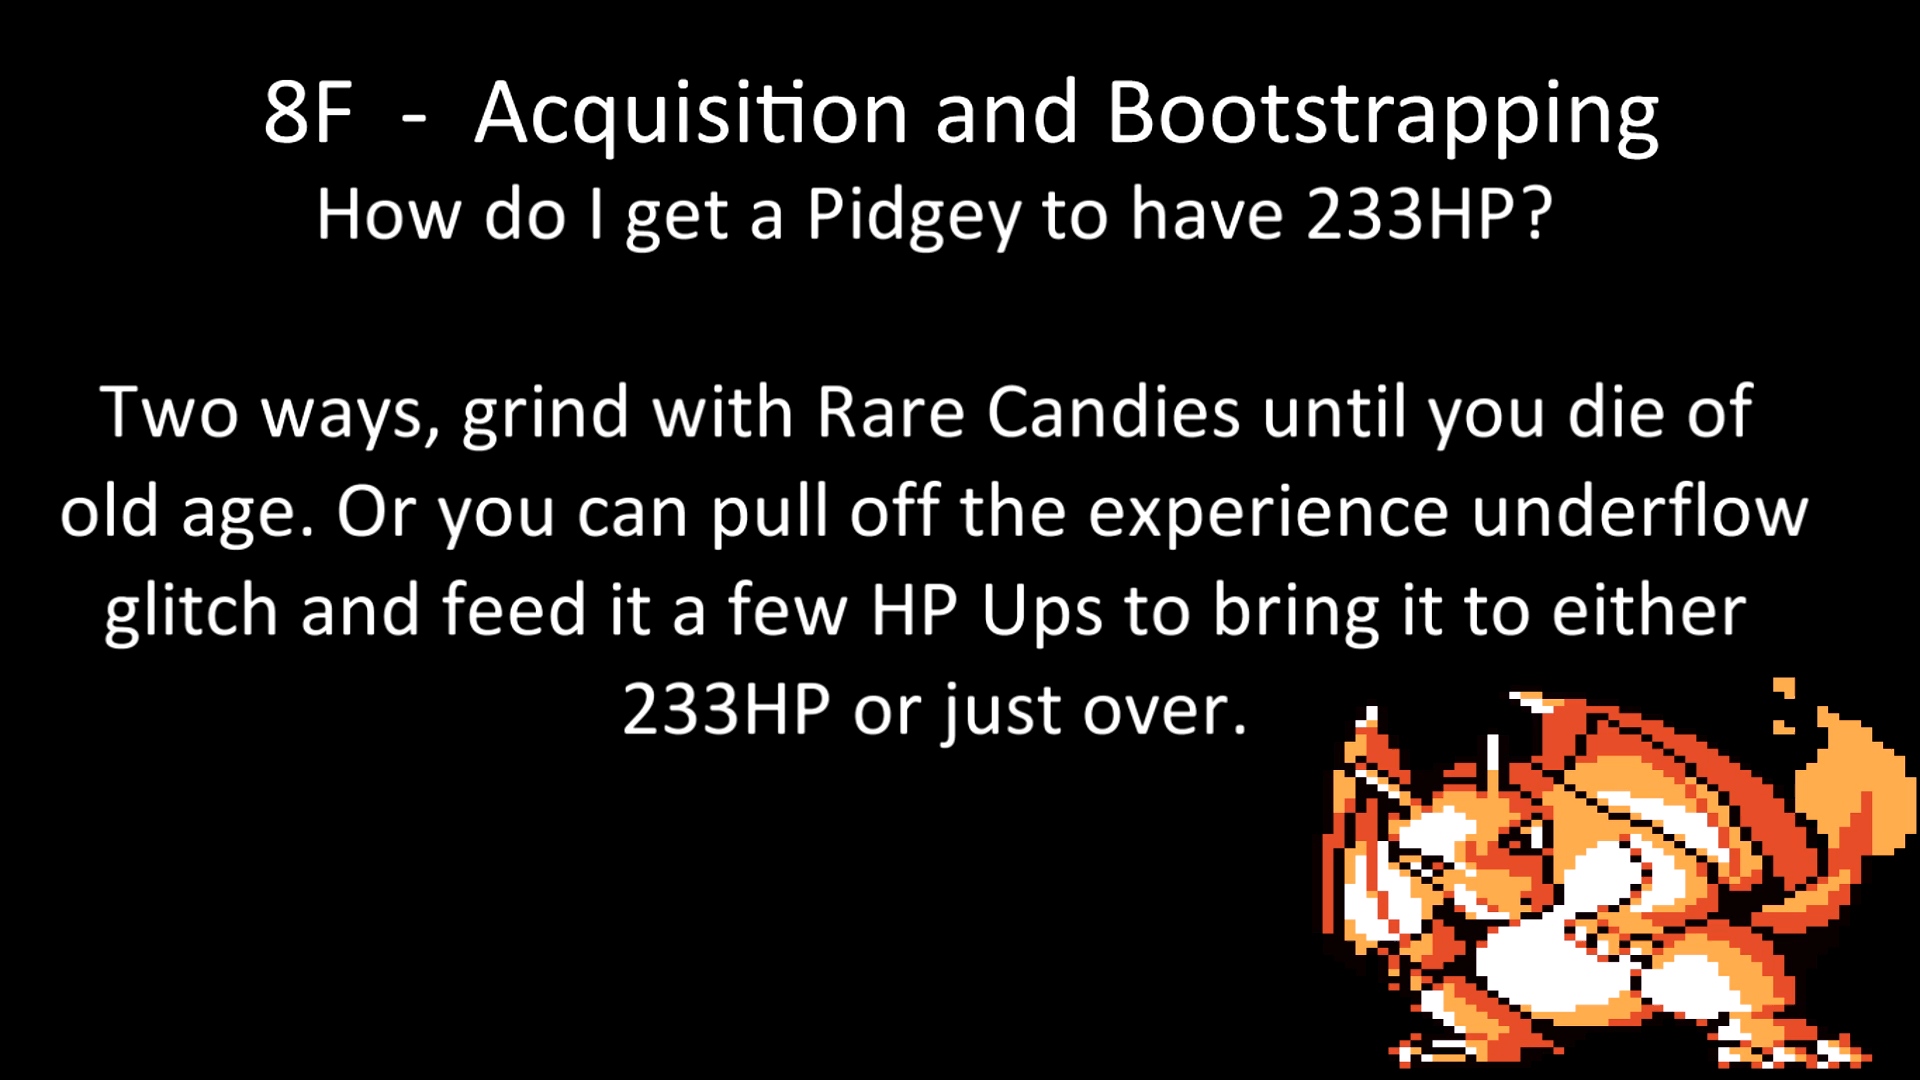 8F - Acquisition and Bootstrapping
How do I get a Pidgey to have 233HP?
Two ways, grind with Rare Candies until you die of
old age. Or you can pull off the experience underflow
glitch and feed it a few HP Ups to bring it to either
233HP or just over.